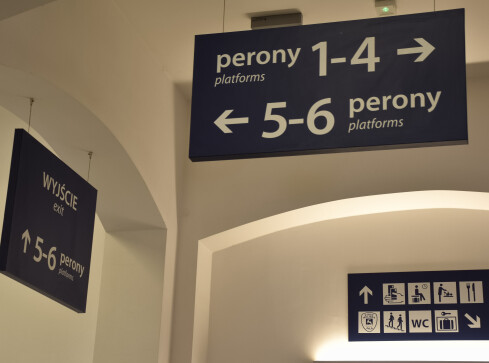 perony 1-4 →
platforms
← 5-6 perony
platforms
WYJŚCIE
exit
↑ 5-6 perony
platforms
WC